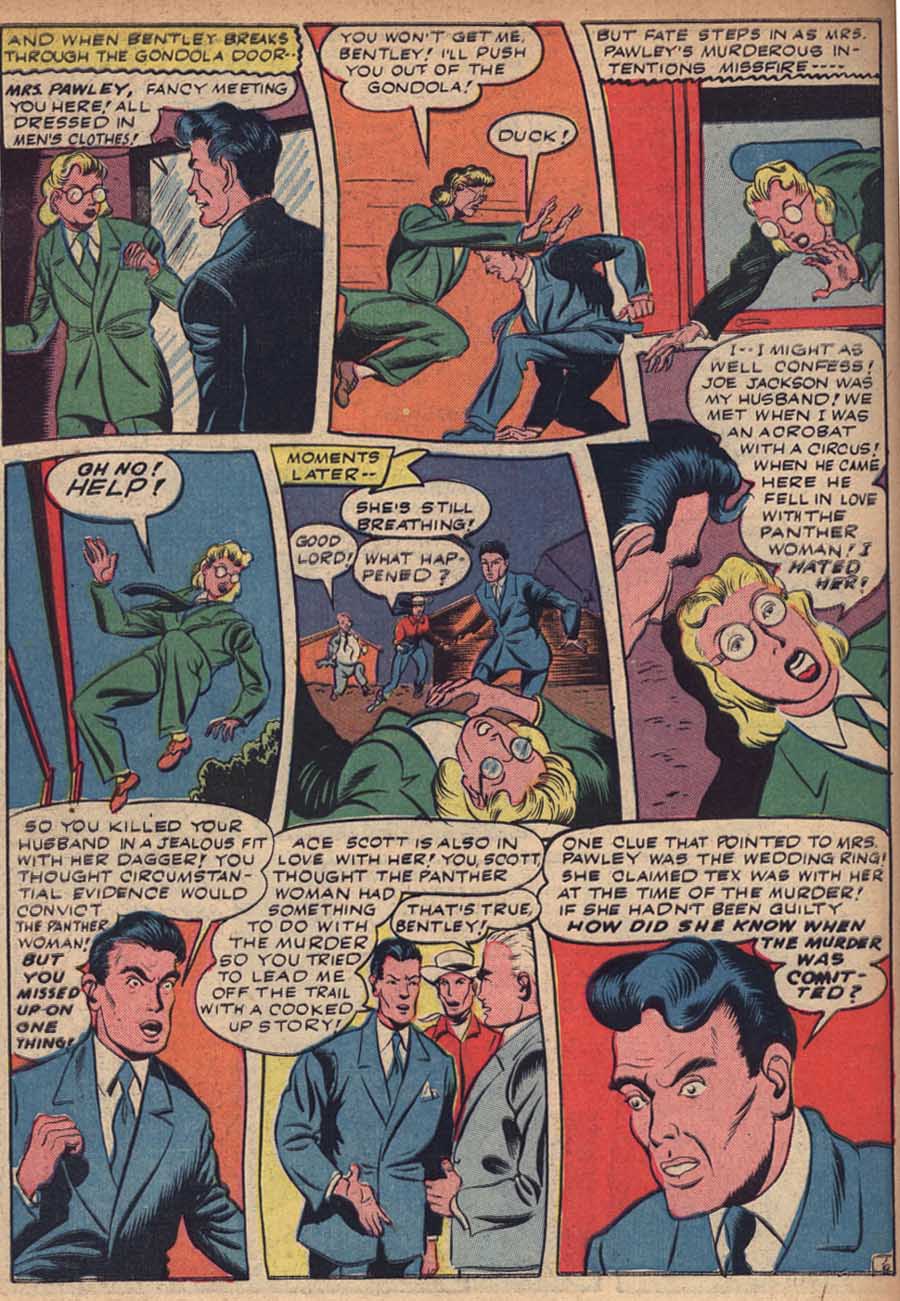 AND WHEN BENTLEY BREAKS
THROUGH THE GONDOLA DOOR--
MRS. PAWLEY, FANCY MEETING
YOU HERE! ALL
DRESSED IN
MEN'S CLOTHES!
YOU WON'T GET ME,
BENTLEY! I'LL PUSH
YOU OUT OF THE
GONDOLA!
DUCK!
BUT FATE STEPS IN AS MRS.
PAWLEY'S MURDEROUS IN-
TENTIONS MISSFIRE----
OH NO!
HELP!
MOMENTS
LATER--
SHE'S STILL
BREATHING!
GOOD
LORD!
WHAT HAP-
PENED?
I--I MIGHT AS
WELL CONFESS!
JOE JACKSON WAS
MY HUSBAND! WE
MET WHEN I WAS
AN ACROBAT
WITH A CIRCUS!
WHEN HE CAME
HERE HE
FELL IN LOVE
WITH THE
PANTHER
WOMAN! I
HATED
HER!
SO YOU KILLED YOUR
HUSBAND IN A JEALOUS FIT
WITH HER DAGGER! YOU
THOUGHT CIRCUMSTAN-
TIAL EVIDENCE WOULD
CONVICT
THE PANTHER
WOMAN!
BUT
YOU
MISSED
UP ON
ONE
THING!
ACE SCOTT IS ALSO IN
LOVE WITH HER! YOU, SCOTT,
THOUGHT THE PANTHER
WOMAN HAD
SOMETHING
TO DO WITH
THE MURDER
SO YOU TRIED
TO LEAD ME
OFF THE TRAIL
WITH A COOKED
UP STORY!
THAT'S TRUE,
BENTLEY!
ONE CLUE THAT POINTED TO MRS.
PAWLEY WAS THE WEDDING RING!
SHE CLAIMED TEX WAS WITH HER
AT THE TIME OF THE MURDER!
IF SHE HADN'T BEEN GUILTY
HOW DID SHE KNOW WHEN
THE MURDER
WAS
COMIT-
TED?